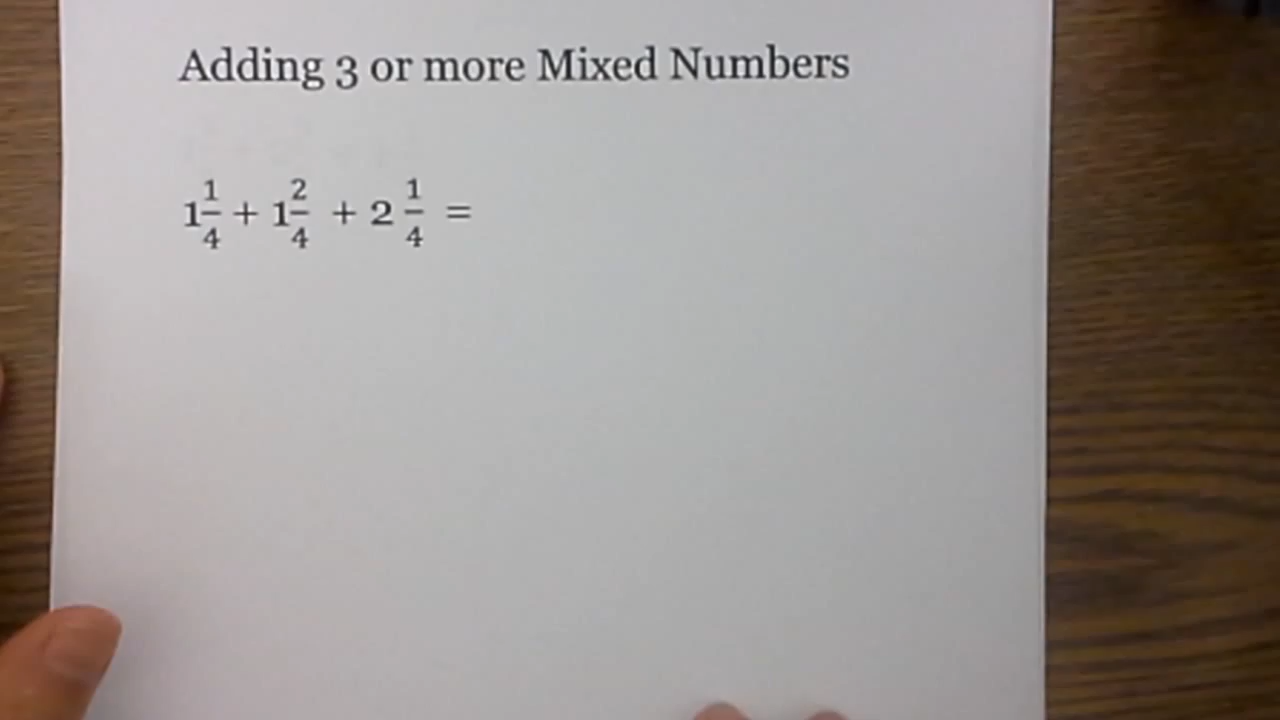 Adding 3 or more Mixed Numbers
1 1/4 + 1 2/4 + 2 1/4 =